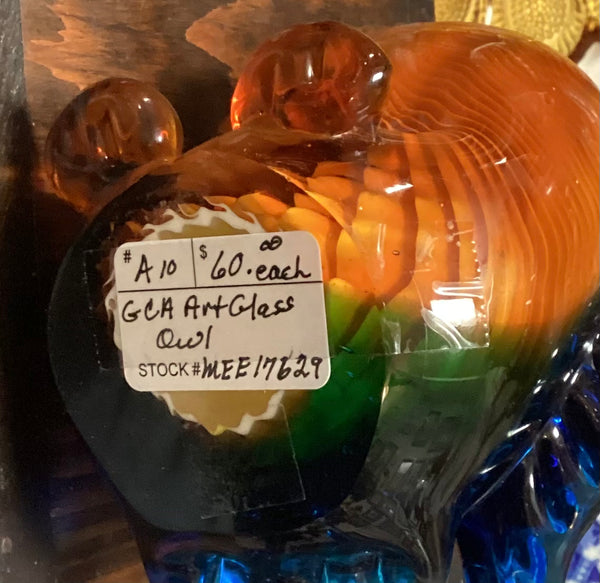 # A10 $ 60.00 each
GCA Art Glass
Owl
STOCK # MEE17629